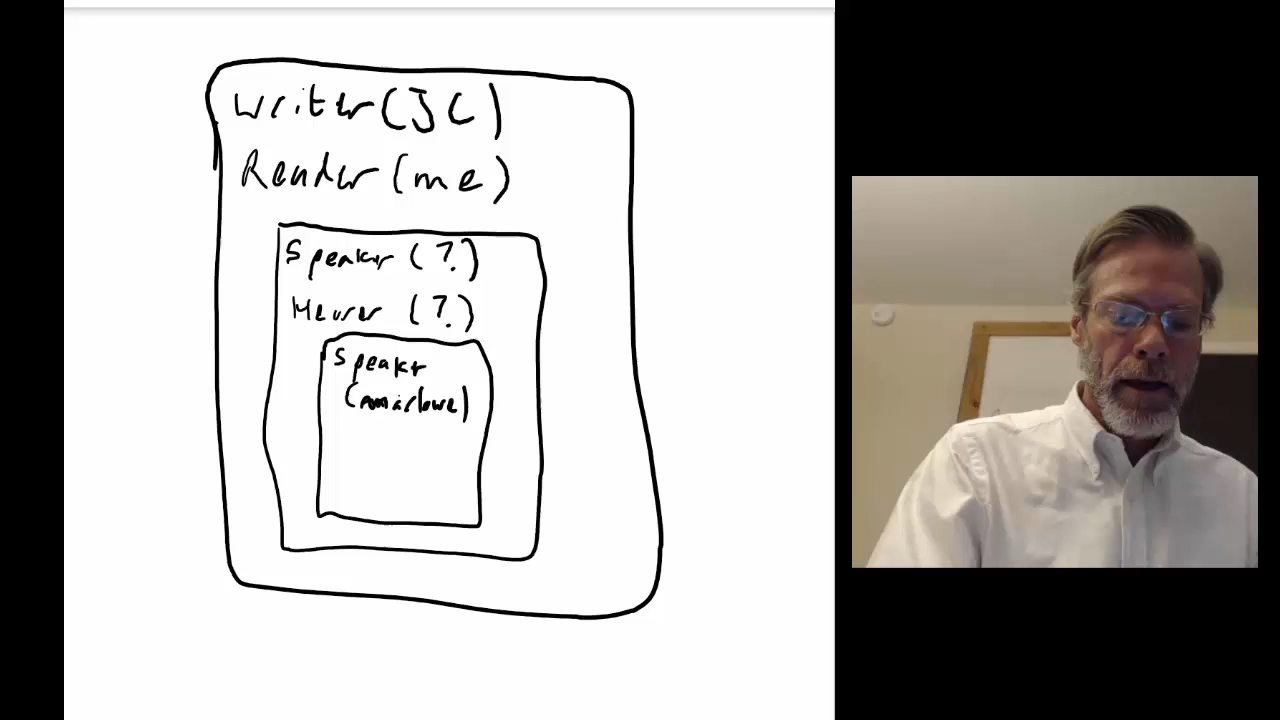 Writer (JC)
Reader (me)
Speaker (?)
Hearer (?)
Speaker
(Marlowe)